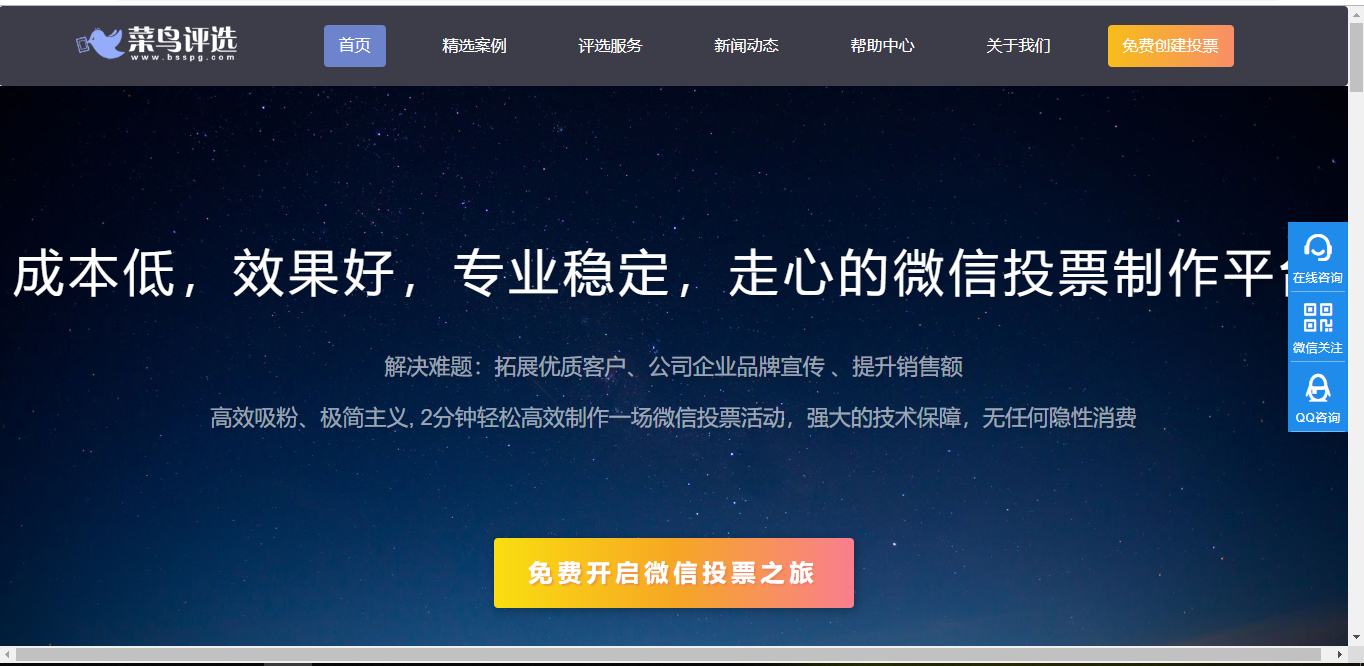 菜鸟评选
www.bsspg.com
首页
精选案例
评选服务
新闻动态
帮助中心
关于我们
免费创建投票
成本低，效果好，专业稳定，走心的微信投票制作平
解决难题：拓展优质客户、公司企业品牌宣传 、提升销售额
高效吸粉、极简主义, 2分钟轻松高效制作一场微信投票活动，强大的技术保障，无任何隐性消费
免费开启微信投票之旅
在线咨询
微信关注
QQ咨询